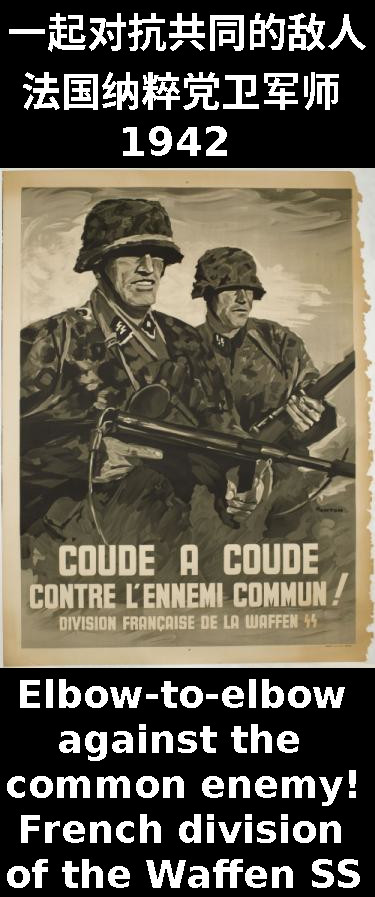 一起对抗共同的敌人
法国纳粹党卫军师
1942
COUDE A COUDE
CONTRE L'ENNEMI COMMUN!
DIVISION FRANÇAISE DE LA WAFFEN SS
Elbow-to-elbow
against the
common enemy!
French division
of the Waffen SS